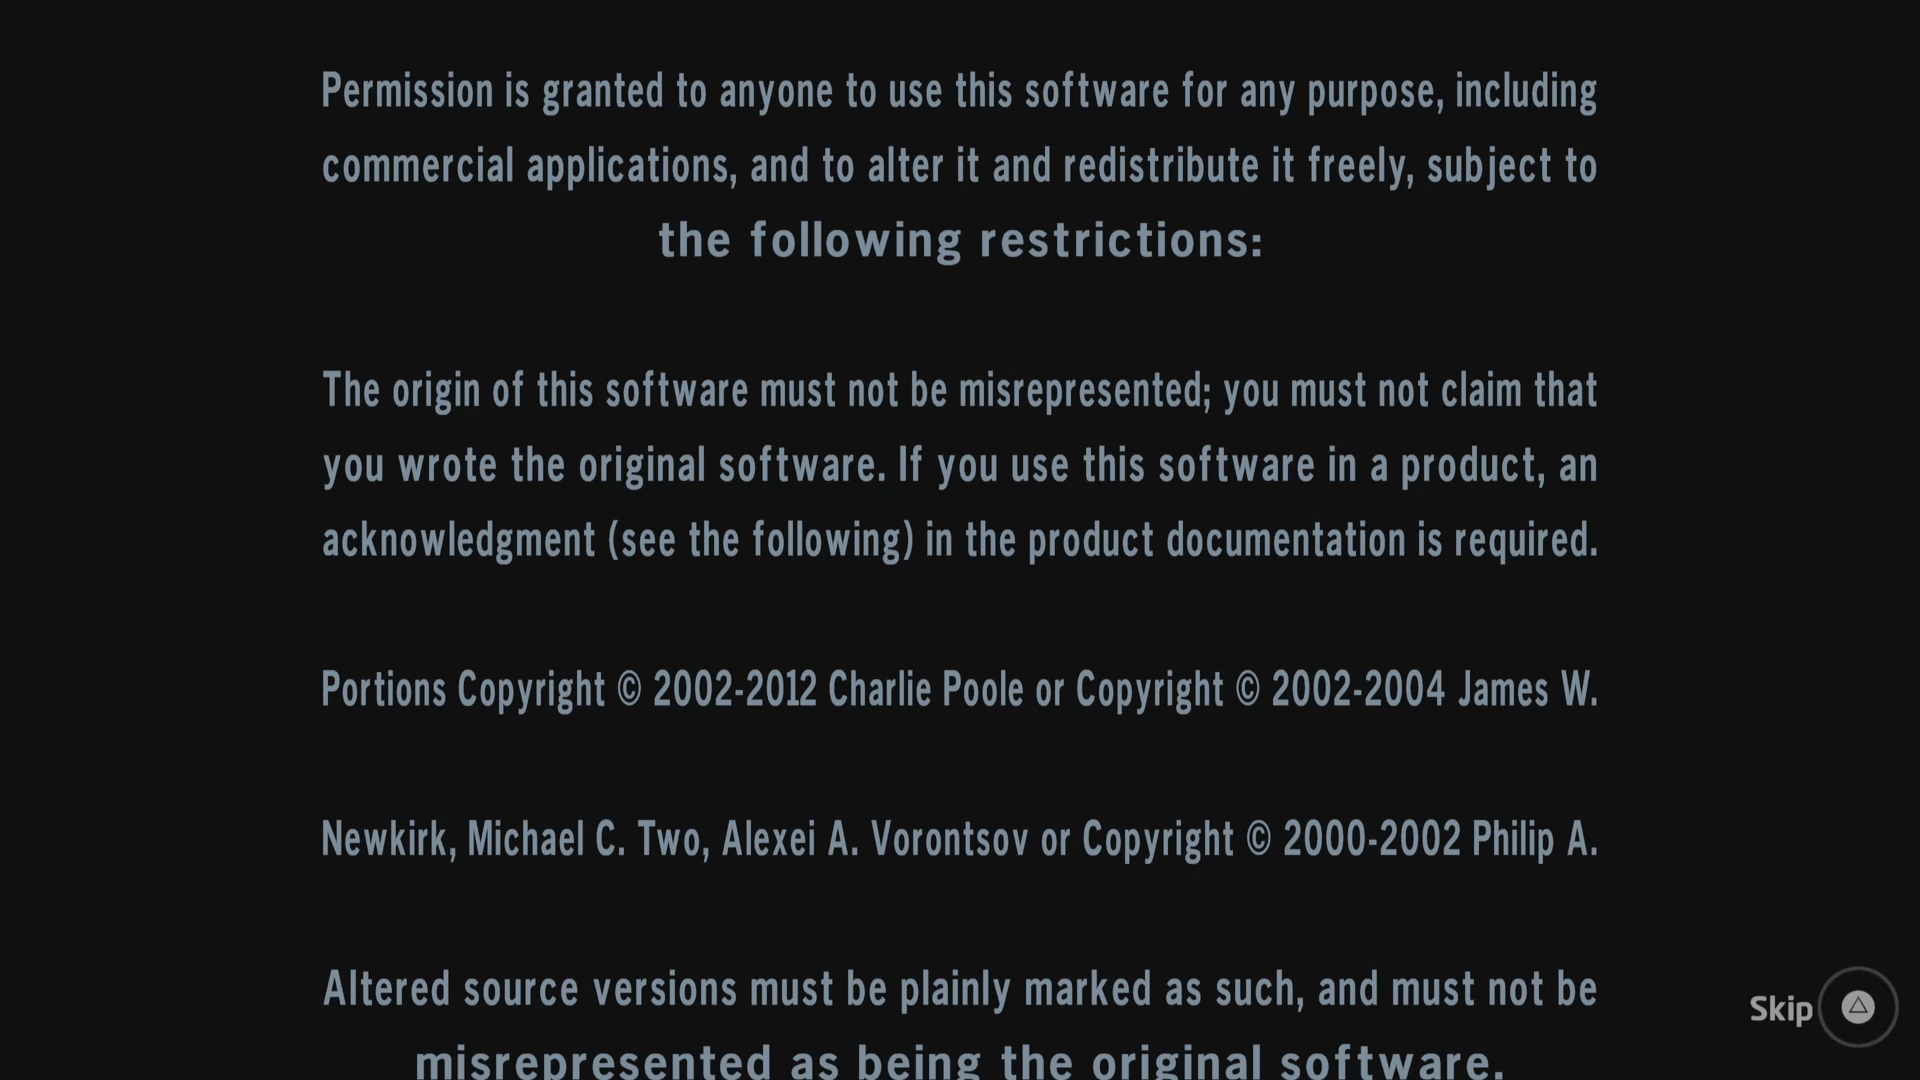 Permission is granted to anyone to use this software for any purpose, including
commercial applications, and to alter it and redistribute it freely, subject to
the following restrictions:
The origin of this software must not be misrepresented; you must not claim that
you wrote the original software. If you use this software in a product, an
acknowledgment (see the following) in the product documentation is required.
Portions Copyright © 2002-2012 Charlie Poole or Copyright © 2002-2004 James W.
Newkirk, Michael C. Two, Alexei A. Vorontsov or Copyright © 2000-2002 Philip A.
Altered source versions must be plainly marked as such, and must not be
misrepresented as being the original software.
Skip